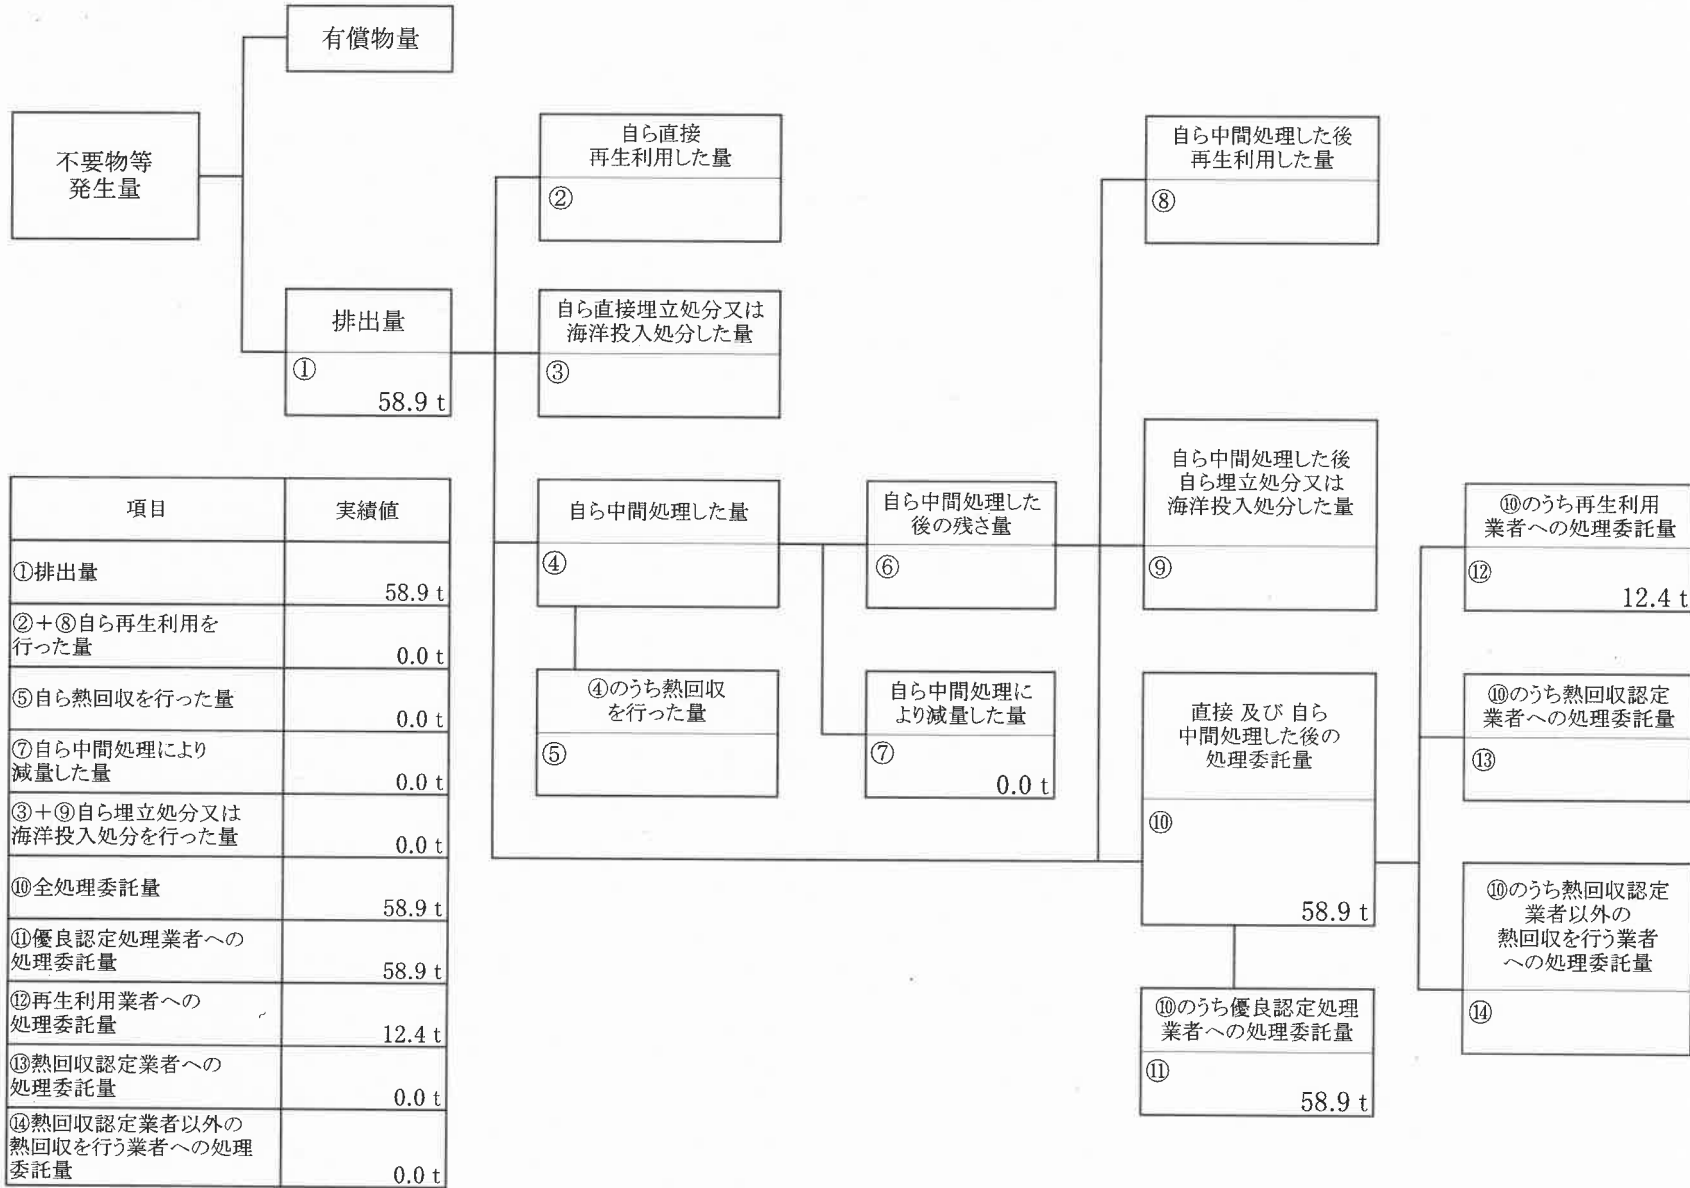 有償物量
不要物等
発生量
排出量
①
58.9 t
自ら直接
再生利用した量
②
自ら直接埋立処分又は
海洋投入処分した量
③
自ら中間処理した量
④
④のうち熱回収
を行った量
⑤
自ら中間処理した
後の残さ量
⑥
自ら中間処理に
より減量した量
⑦
0.0 t
自ら中間処理した後
再生利用した量
⑧
自ら中間処理した後
自ら埋立処分又は
海洋投入処分した量
⑨
直接 及び 自ら
中間処理した後の
処理委託量
⑩
58.9 t
⑩のうち優良認定処理
業者への処理委託量
⑪
58.9 t
⑩のうち再生利用
業者への処理委託量
⑫
12.4 t
⑩のうち熱回収認定
業者への処理委託量
⑬
⑩のうち熱回収認定
業者以外の
熱回収を行う業者
への処理委託量
⑭
項目 実績値
①排出量
58.9 t
②＋⑧自ら再生利用を
行った量
0.0 t
⑤自ら熱回収を行った量
0.0 t
⑦自ら中間処理により
減量した量
0.0 t
③＋⑨自ら埋立処分又は
海洋投入処分を行った量
0.0 t
⑩全処理委託量
58.9 t
⑪優良認定処理業者への
処理委託量
58.9 t
⑫再生利用業者への
処理委託量
12.4 t
⑬熱回収認定業者への
処理委託量
0.0 t
⑭熱回収認定業者以外の
熱回収を行う業者への処理
委託量
0.0 t